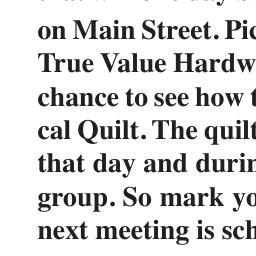 on Main Street. Pic
True Value Hardw
chance to see how
cal Quilt. The quilt
that day and durin
group. So mark yo
next meeting is sch